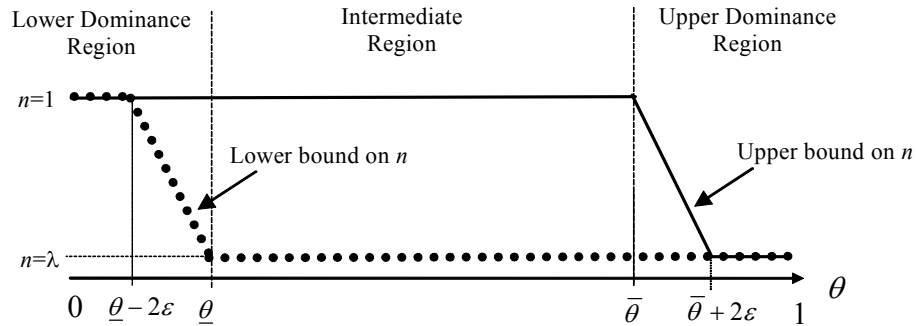 Lower Dominance Region
Intermediate Region
Upper Dominance Region
n=1
Lower bound on n
Upper bound on n
n=λ
0
θ̲ − 2ε
θ̲
θ̅
θ̅ + 2ε
1
θ